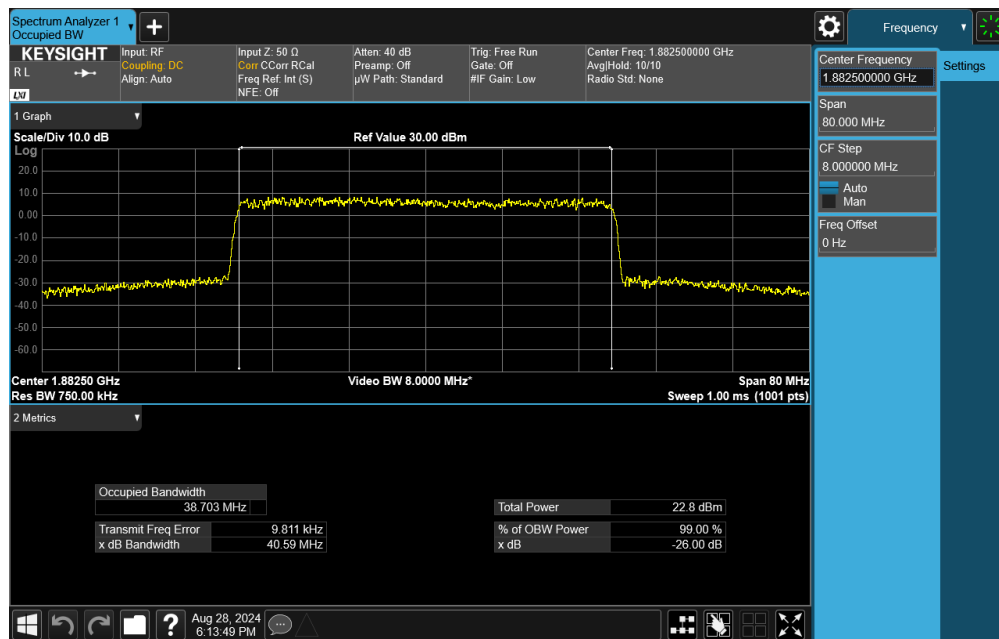 Spectrum Analyzer 1
Occupied BW
Frequency
KEYSIGHT
R L
LXI
Input: RF
Coupling: DC
Align: Auto
Input Z: 50 Ω
Corr CCorr RCal
Freq Ref: Int (S)
NFE: Off
Atten: 40 dB
Preamp: Off
µW Path: Standard
Trig: Free Run
Gate: Off
#IF Gain: Low
Center Freq: 1.882500000 GHz
Avg|Hold: 10/10
Radio Std: None
Center Frequency
1.882500000 GHz
Settings
Span
80.000 MHz
CF Step
8.000000 MHz
Auto
Man
Freq Offset
0 Hz
1 Graph
Scale/Div 10.0 dB
Ref Value 30.00 dBm
Log
20.0
10.0
0.00
-10.0
-20.0
-30.0
-40.0
-50.0
-60.0
Center 1.88250 GHz
Video BW 8.0000 MHz*
Span 80 MHz
Res BW 750.00 kHz
Sweep 1.00 ms (1001 pts)
2 Metrics
Occupied Bandwidth
38.703 MHz
Total Power 22.8 dBm
Transmit Freq Error 9.811 kHz
% of OBW Power 99.00 %
x dB Bandwidth 40.59 MHz
x dB -26.00 dB
Aug 28, 2024
6:13:49 PM